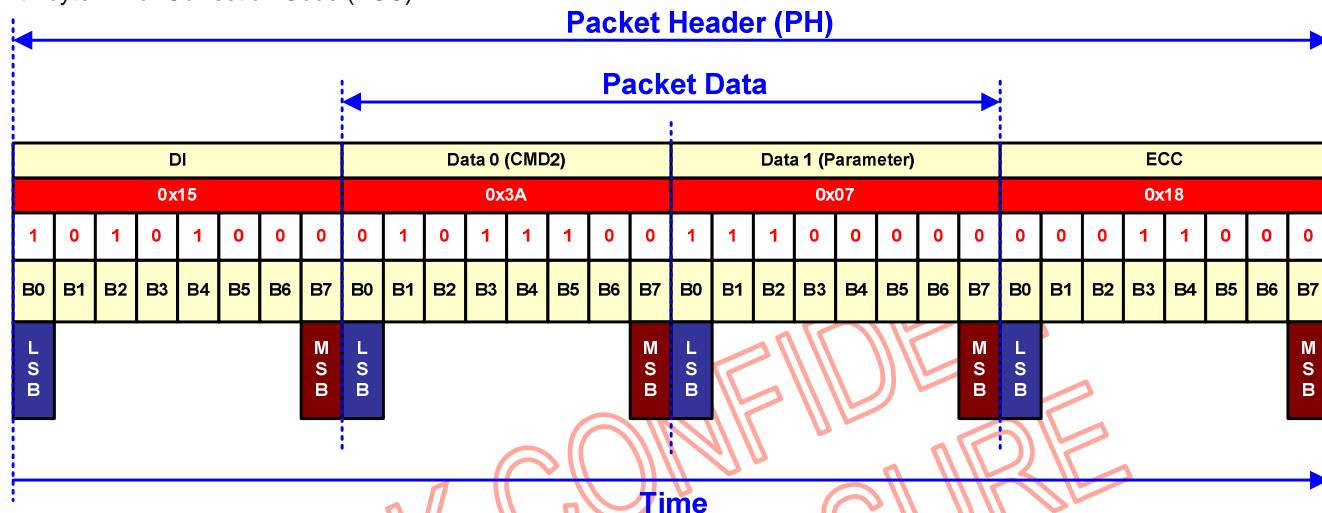 Packet Header (PH)
Packet Data
DI Data 0 (CMD2) Data 1 (Parameter) ECC
0x15 0x3A 0x07 0x18
1 0 1 0 1 0 0 0 0 1 0 1 1 1 0 0 1 1 1 0 0 0 0 0 0 0 0 1 1 0 0 0
B0 B1 B2 B3 B4 B5 B6 B7 B0 B1 B2 B3 B4 B5 B6 B7 B0 B1 B2 B3 B4 B5 B6 B7 B0 B1 B2 B3 B4 B5 B6 B7
LSB MSB LSB MSB LSB MSB LSB MSB
Time